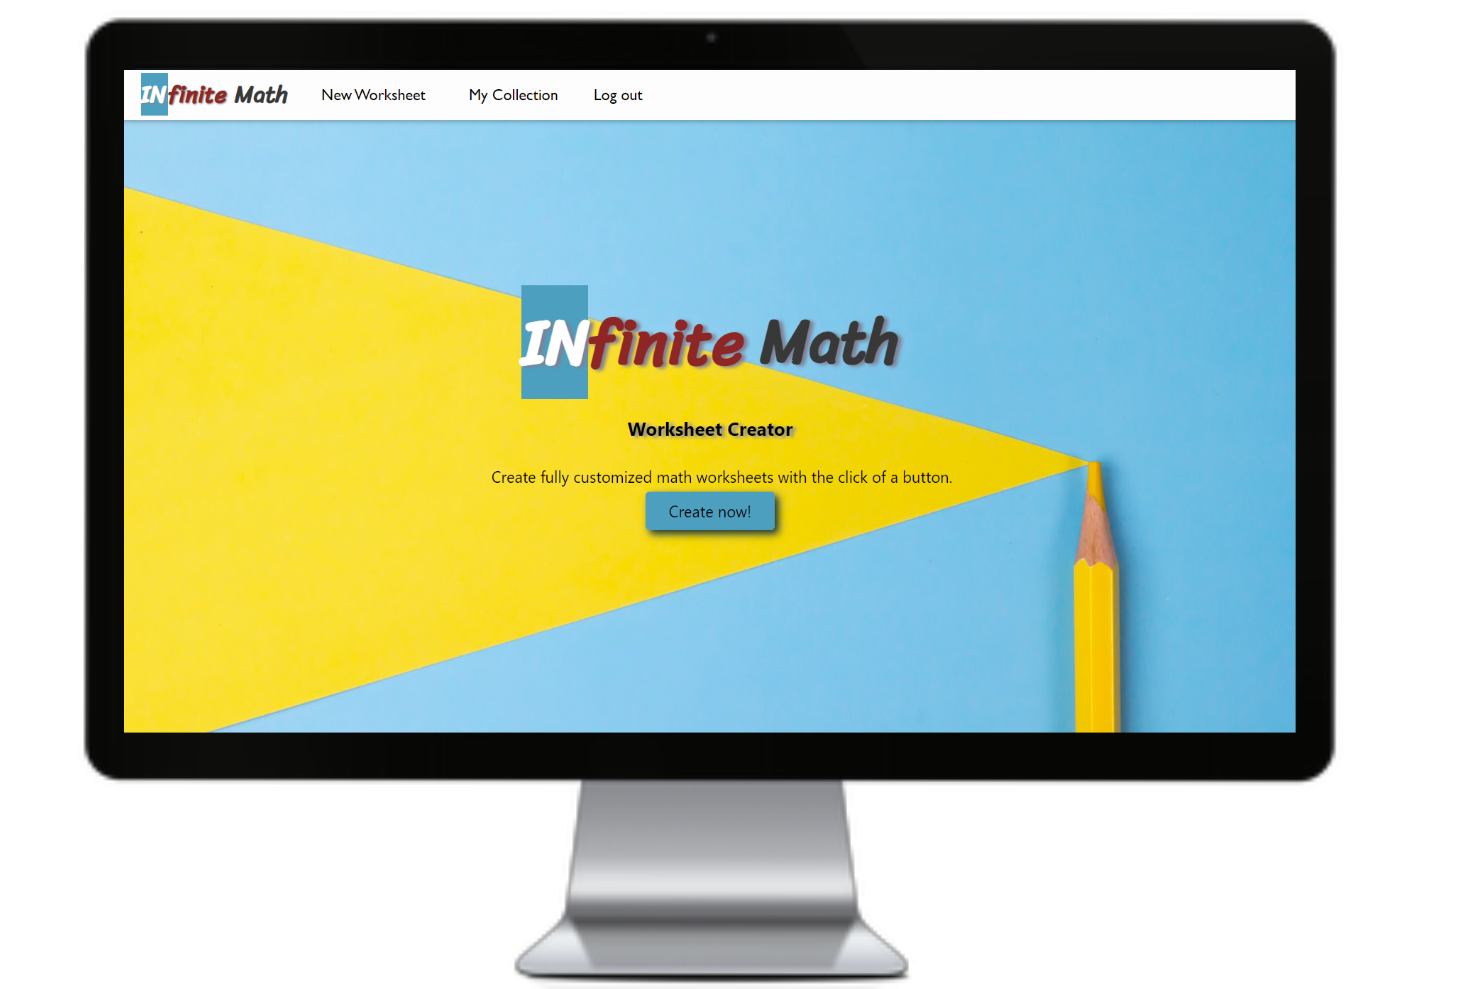 INfinite Math New Worksheet My Collection Log out
INfinite Math
Worksheet Creator
Create fully customized math worksheets with the click of a button.
Create now!